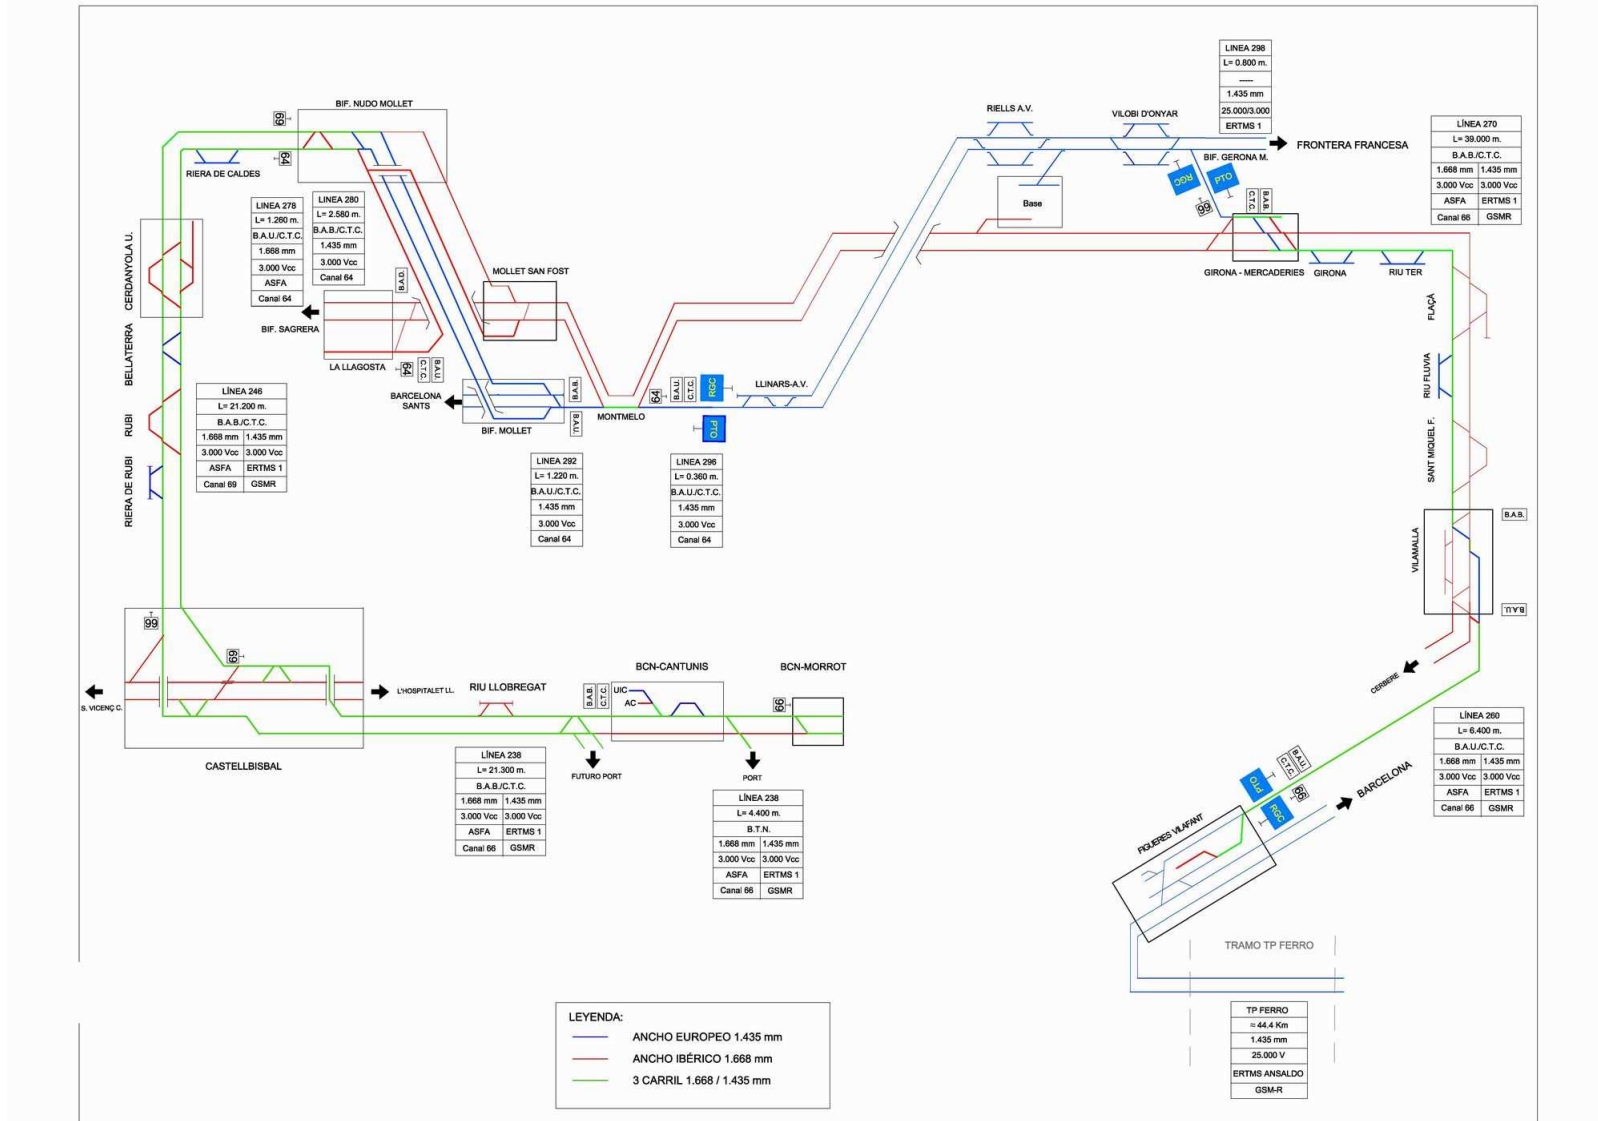 LINEA 298
L= 0.800 m.
-----
1.435 mm
25.000/3.000
ERTMS 1
BIF. NUDO MOLLET
RIELLS A.V.
VILOBI D'ONYAR
69
FRONTERA FRANCESA
LÍNEA 270
L= 39.000 m.
B.A.B./C.T.C.
1.668 mm 1.435 mm
3.000 Vcc 3.000 Vcc
ASFA ERTMS 1
Canal 66 GSMR
64
RIERA DE CALDES
BIF. GERONA M.
RGC
PTO
66
C.T.C.
B.A.B.
Base
LINEA 278
L= 1.260 m.
B.A.U./C.T.C.
1.668 mm
3.000 Vcc
ASFA
Canal 64
LINEA 280
L= 2.580 m.
B.A.B./C.T.C.
1.435 mm
3.000 Vcc
Canal 64
CERDANYOLA U.
MOLLET SAN FOST
B.A.D.
GIRONA - MERCADERIES
GIRONA
RIU TER
FLAÇÀ
BIF. SAGRERA
LA LLAGOSTA
64
C.T.C.
B.A.U.
BELLATERRA
RIU FLUVIA
LÍNEA 246
L= 21.200 m.
B.A.B./C.T.C.
1.668 mm 1.435 mm
3.000 Vcc 3.000 Vcc
ASFA ERTMS 1
Canal 69 GSMR
BARCELONA
SANTS
B.A.B.
B.A.U.
BIF. MOLLET
MONTMELO
64
B.A.U.
C.T.C.
RGC
PTO
LLINARS-A.V.
RUBI
SANT MIQUEL F.
RIERA DE RUBI
LINEA 292
L= 1.220 m.
B.A.U./C.T.C.
1.435 mm
3.000 Vcc
Canal 64
LINEA 296
L= 0.360 m.
B.A.U./C.T.C.
1.435 mm
3.000 Vcc
Canal 64
B.A.B.
VILAMALLA
B.A.U.
66
69
S. VICENÇ C.
L'HOSPITALET LL.
CASTELLBISBAL
RIU LLOBREGAT
B.A.B.
C.T.C.
BCN-CANTUNIS
UIC
AC
BCN-MORROT
66
FUTURO PORT
PORT
CERBERE
LÍNEA 238
L= 21.300 m.
B.A.B./C.T.C.
1.668 mm 1.435 mm
3.000 Vcc 3.000 Vcc
ASFA ERTMS 1
Canal 66 GSMR
LÍNEA 238
L= 4.400 m.
B.T.N.
1.668 mm 1.435 mm
3.000 Vcc 3.000 Vcc
ASFA ERTMS 1
Canal 66 GSMR
LÍNEA 260
L= 6.400 m.
B.A.U./C.T.C.
1.668 mm 1.435 mm
3.000 Vcc 3.000 Vcc
ASFA ERTMS 1
Canal 66 GSMR
B.A.U.
C.T.C.
PTO
RGC
66
BARCELONA
FIGUERES VILAFANT
TRAMO TP FERRO
TP FERRO
≈ 44.4 Km
1.435 mm
25.000 V
ERTMS ANSALDO
GSM-R
LEYENDA:
ANCHO EUROPEO 1.435 mm
ANCHO IBÉRICO 1.668 mm
3 CARRIL 1.668 / 1.435 mm